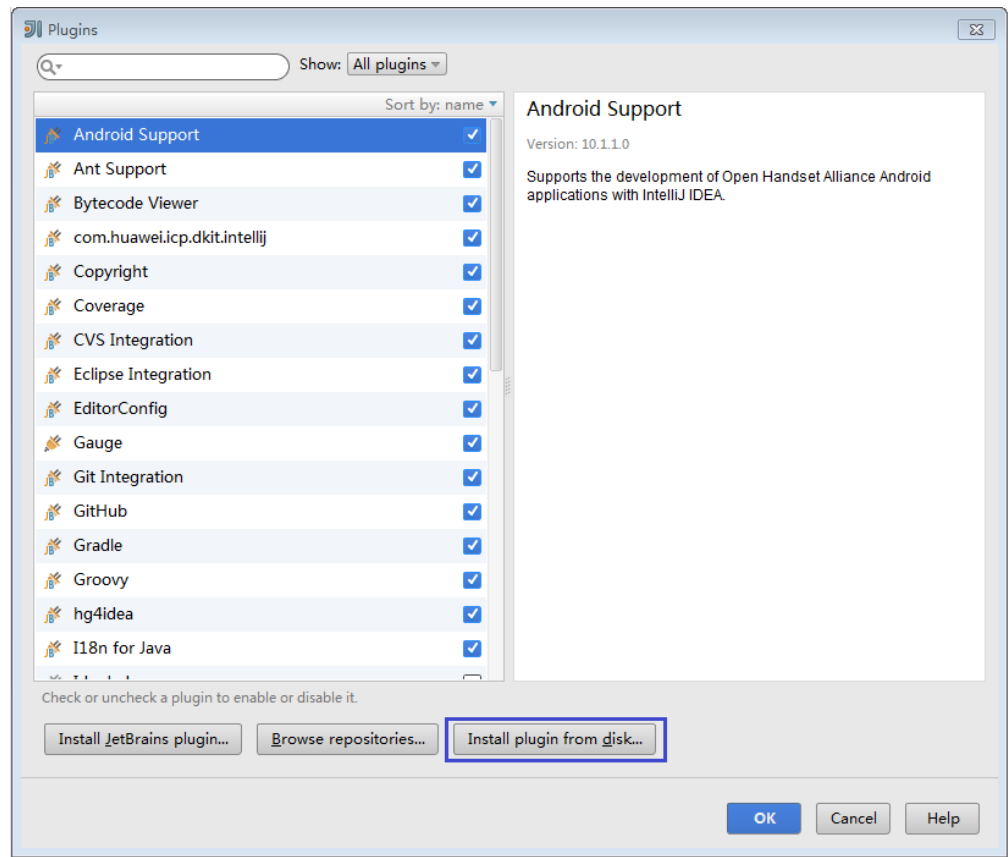 Plugins
Show: All plugins
Sort by: name
Android Support
Ant Support
Bytecode Viewer
com.huawei.icp.dkit.intellij
Copyright
Coverage
CVS Integration
Eclipse Integration
EditorConfig
Gauge
Git Integration
GitHub
Gradle
Groovy
hg4idea
I18n for Java
Android Support
Version: 10.1.1.0
Supports the development of Open Handset Alliance Android
applications with IntelliJ IDEA.
Check or uncheck a plugin to enable or disable it.
Install JetBrains plugin... Browse repositories... Install plugin from disk...
OK Cancel Help